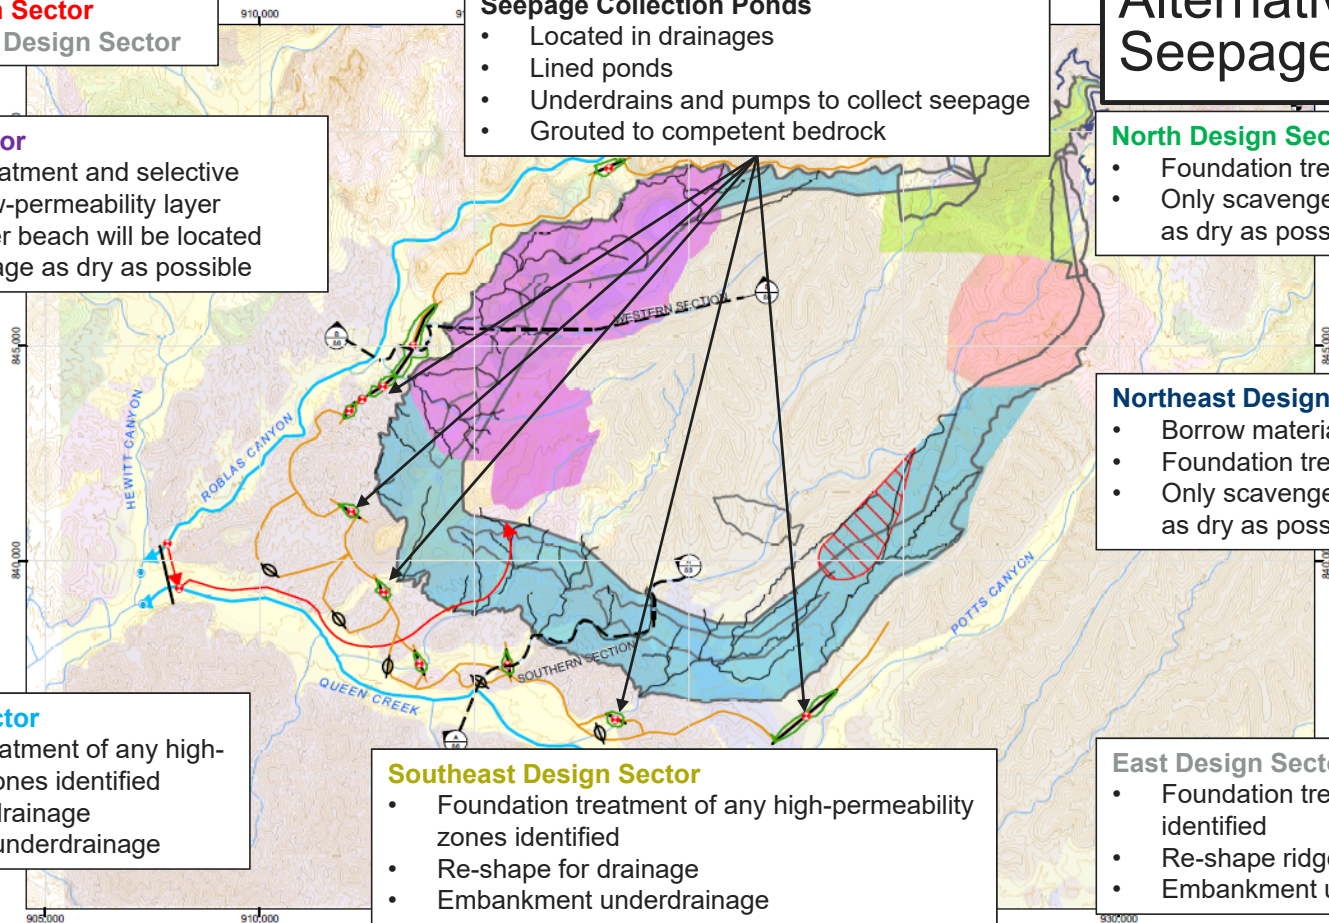 Sector
Design Sector
910,000
Seepage Collection Ponds
• Located in drainages
• Lined ponds
• Underdrains and pumps to collect seepage
• Grouted to competent bedrock
Seepage
North Design Sec
• Foundation tre
• Only scavenge
as dry as poss
or
atment and selective
w-permeability layer
er beach will be located
age as dry as possible
WESTERN SECTION
845,000
845,000
HEWITT CANYON
ROBLAS CANYON
Northeast Design
• Borrow materia
• Foundation tre
• Only scavenge
as dry as poss
840,000
POTTS CANYON
SOUTHERN SECTION
QUEEN CREEK
ctor
eatment of any high-
ones identified
drainage
underdrainage
Southeast Design Sector
• Foundation treatment of any high-permeability
zones identified
• Re-shape for drainage
• Embankment underdrainage
East Design Secto
• Foundation tre
identified
• Re-shape ridge
• Embankment u
905,000
910,000
930,000